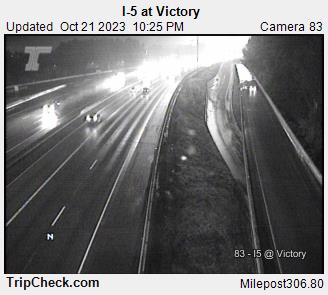 I-5 at Victory
Updated Oct 21 2023 10:25 PM Camera 83
T
N
83 - I5 @ Victory
TripCheck.com Milepost306.80